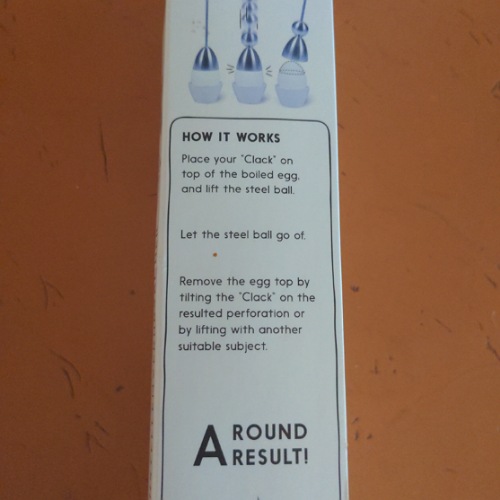 HOW IT WORKS
Place your "Clack" on
top of the boiled egg,
and lift the steel ball.
Let the steel ball go of.
Remove the egg top by
tilting the "Clack" on the
resulted perforation or
by lifting with another
suitable subject.
A ROUND
RESULT!